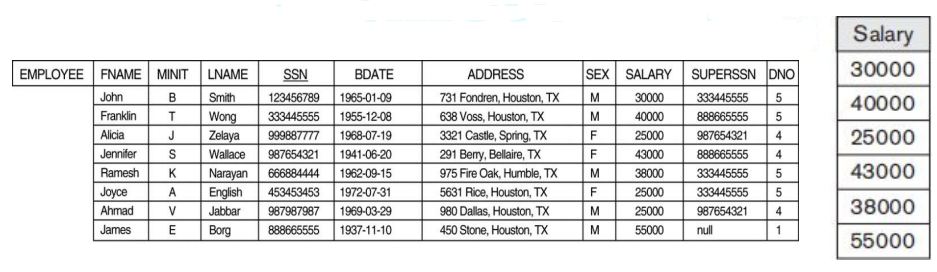 EMPLOYEE FNAME MINIT LNAME SSN BDATE ADDRESS SEX SALARY SUPERSSN DNO
John B Smith 123456789 1965-01-09 731 Fondren, Houston, TX M 30000 333445555 5
Franklin T Wong 333445555 1955-12-08 638 Voss, Houston, TX M 40000 888665555 5
Alicia J Zelaya 999887777 1968-07-19 3321 Castle, Spring, TX F 25000 987654321 4
Jennifer S Wallace 987654321 1941-06-20 291 Berry, Bellaire, TX F 43000 888665555 4
Ramesh K Narayan 666884444 1962-09-15 975 Fire Oak, Humble, TX M 38000 333445555 5
Joyce A English 453453453 1972-07-31 5631 Rice, Houston, TX F 25000 333445555 5
Ahmad V Jabbar 987987987 1969-03-29 980 Dallas, Houston, TX M 25000 987654321 4
James E Borg 888665555 1937-11-10 450 Stone, Houston, TX M 55000 null 1
Salary
30000
40000
25000
43000
38000
55000